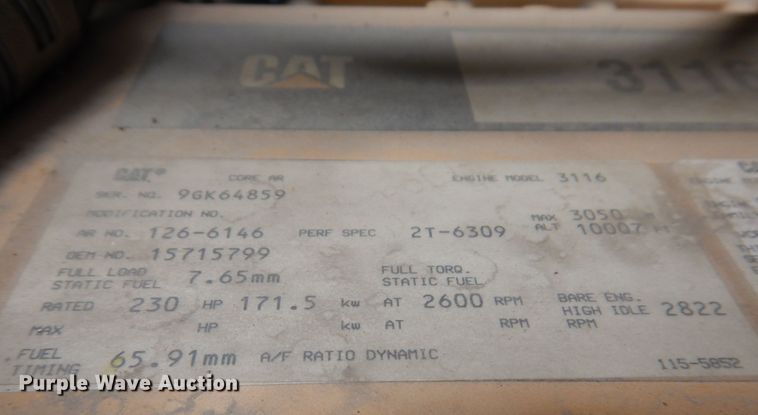 CAT 3116
CAT® CORE AR ENGINE MODEL 3116
SER. NO. 9GK64859
MODIFICATION NO.
AR NO. 126-6146 PERF SPEC 2T-6309 MAX ALT 3050 10007 FT
OEM NO. 15715799
FULL LOAD STATIC FUEL 7.65mm FULL TORQ. STATIC FUEL
RATED 230 HP 171.5 kw AT 2600 RPM BARE ENG. HIGH IDLE RPM 2822
MAX HP kw AT RPM
FUEL TIMING 65.91mm A/F RATIO DYNAMIC
115-5852
Purple Wave Auction